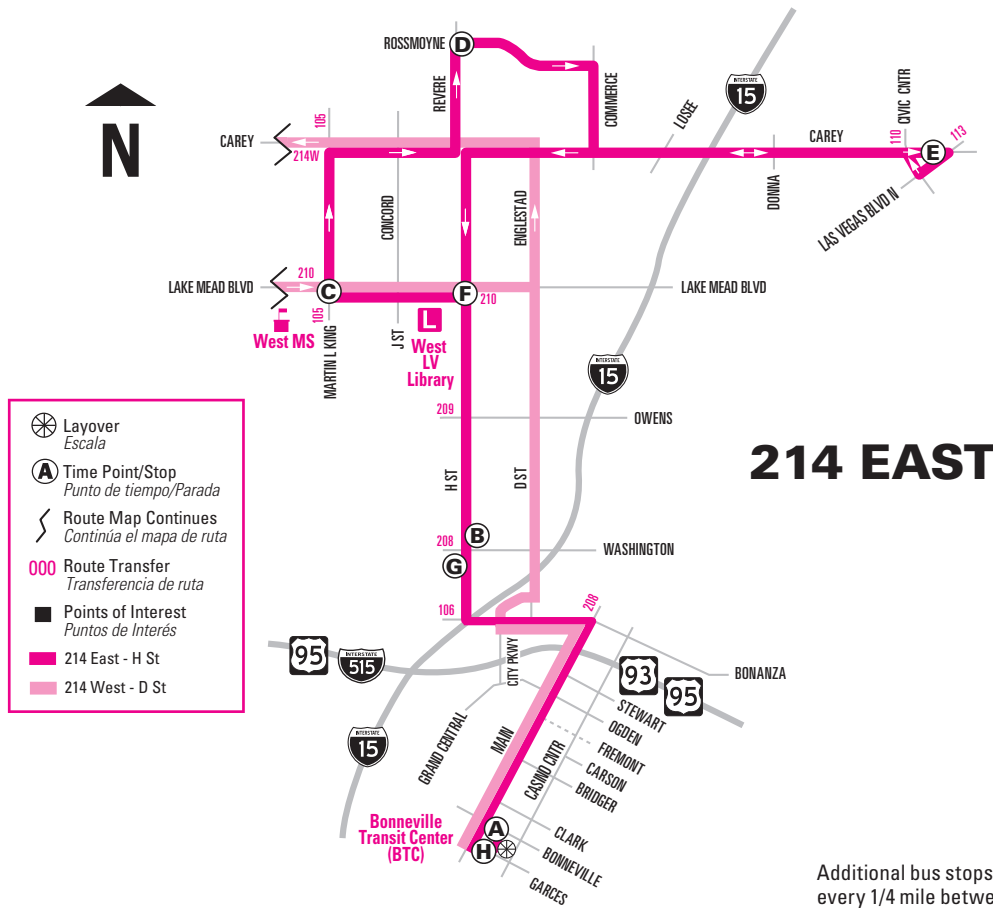 ROSSMOYNE
D
REVERE
COMMERCE
LOSEE
INTERSTATE
15
CIVIC CNTR
110
113
N
CAREY
105
214W
CAREY
E
DONNA
LAS VEGAS BLVD N
CONCORD
ENGLESTAD
LAKE MEAD BLVD
210
C
F
210
LAKE MEAD BLVD
105
West MS
MARTIN L KING
J ST
L
West
LV
Library
INTERSTATE
15
209
OWENS
214 EAST
H ST
D ST
B
208
WASHINGTON
G
106
208
Layover
Escala
A
Time Point/Stop
Punto de tiempo/Parada
Route Map Continues
Continúa el mapa de ruta
000
Route Transfer
Transferencia de ruta
Points of Interest
Puntos de Interés
214 East - H St
214 West - D St
95
INTERSTATE
515
CITY PKWY
93
95
BONANZA
GRAND CENTRAL
MAIN
CASINO CNTR
STEWART
OGDEN
FREMONT
CARSON
BRIDGER
INTERSTATE
15
Bonneville
Transit Center
(BTC)
A
H
CLARK
BONNEVILLE
GARCES
Additional bus stops
every 1/4 mile betwe